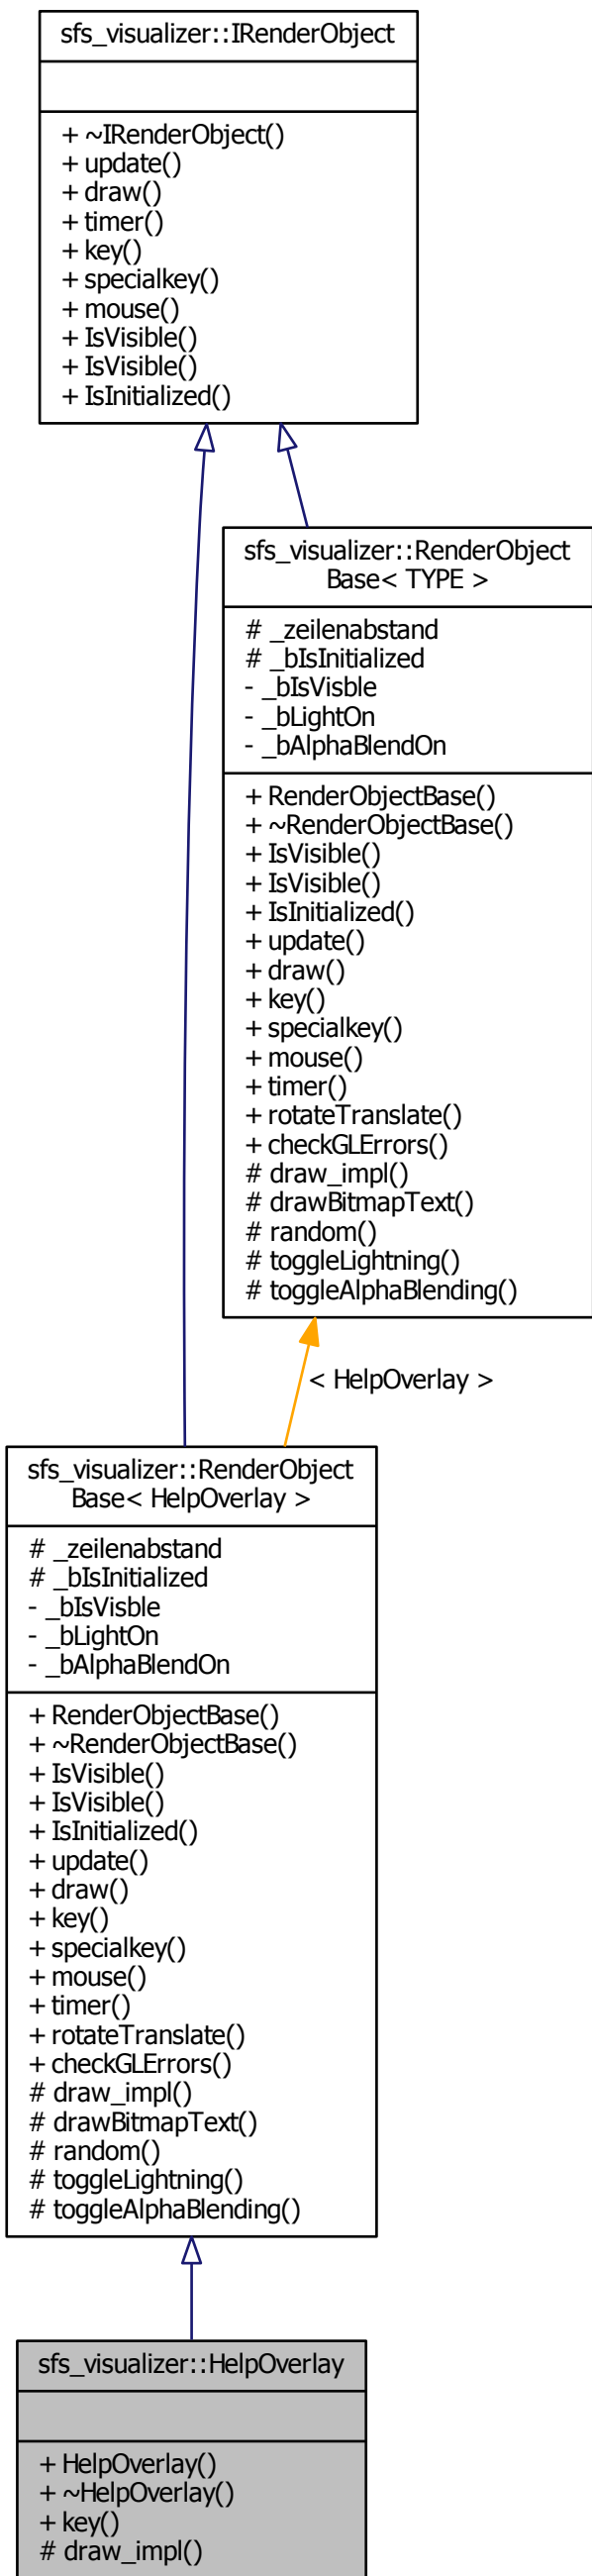 sfs_visualizer::IRenderObject
+ ~IRenderObject()
+ update()
+ draw()
+ timer()
+ key()
+ specialkey()
+ mouse()
+ IsVisible()
+ IsVisible()
+ IsInitialized()
sfs_visualizer::RenderObject
Base< TYPE >
# _zeilenabstand
# _bIsInitialized
- _bIsVisble
- _bLightOn
- _bAlphaBlendOn
+ RenderObjectBase()
+ ~RenderObjectBase()
+ IsVisible()
+ IsVisible()
+ IsInitialized()
+ update()
+ draw()
+ key()
+ specialkey()
+ mouse()
+ timer()
+ rotateTranslate()
+ checkGLErrors()
# draw_impl()
# drawBitmapText()
# random()
# toggleLightning()
# toggleAlphaBlending()
< HelpOverlay >
sfs_visualizer::RenderObject
Base< HelpOverlay >
# _zeilenabstand
# _bIsInitialized
- _bIsVisble
- _bLightOn
- _bAlphaBlendOn
+ RenderObjectBase()
+ ~RenderObjectBase()
+ IsVisible()
+ IsVisible()
+ IsInitialized()
+ update()
+ draw()
+ key()
+ specialkey()
+ mouse()
+ timer()
+ rotateTranslate()
+ checkGLErrors()
# draw_impl()
# drawBitmapText()
# random()
# toggleLightning()
# toggleAlphaBlending()
sfs_visualizer::HelpOverlay
+ HelpOverlay()
+ ~HelpOverlay()
+ key()
# draw_impl()